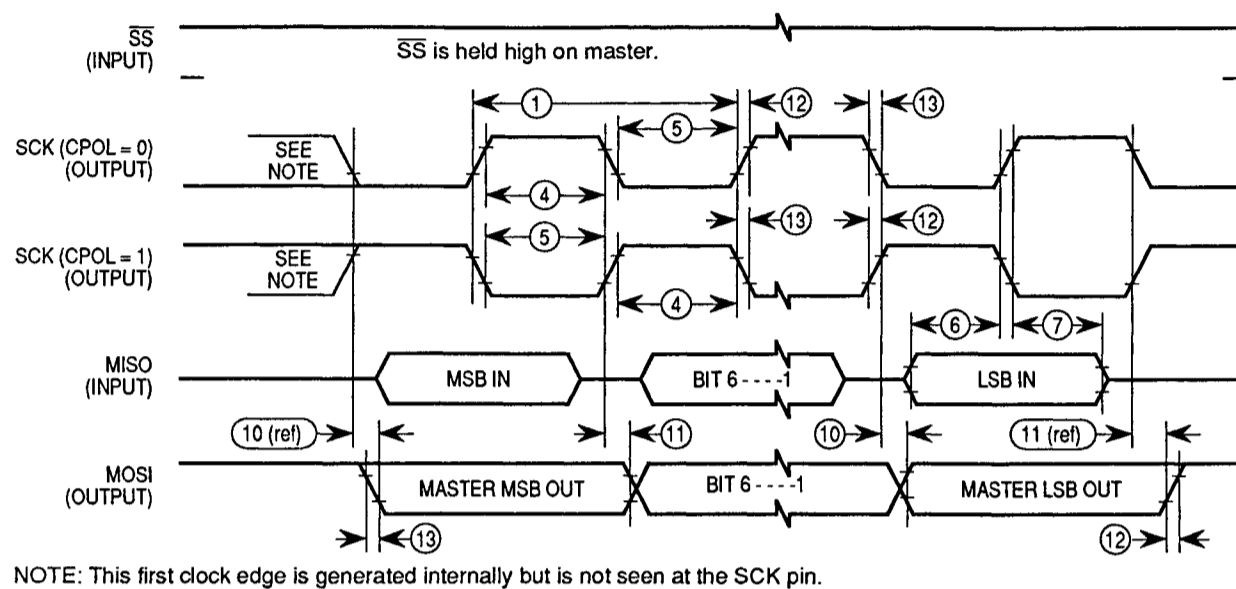 SS
(INPUT)
SS is held high on master.
1
12
13
5
SCK (CPOL = 0)
(OUTPUT)
SEE
NOTE
4
5
13
12
SCK (CPOL = 1)
(OUTPUT)
SEE
NOTE
4
6
7
MISO
(INPUT)
MSB IN
BIT 6 - - - - 1
LSB IN
10 (ref)
11
10
11 (ref)
MOSI
(OUTPUT)
MASTER MSB OUT
BIT 6 - - - - 1
MASTER LSB OUT
13
12
NOTE: This first clock edge is generated internally but is not seen at the SCK pin.